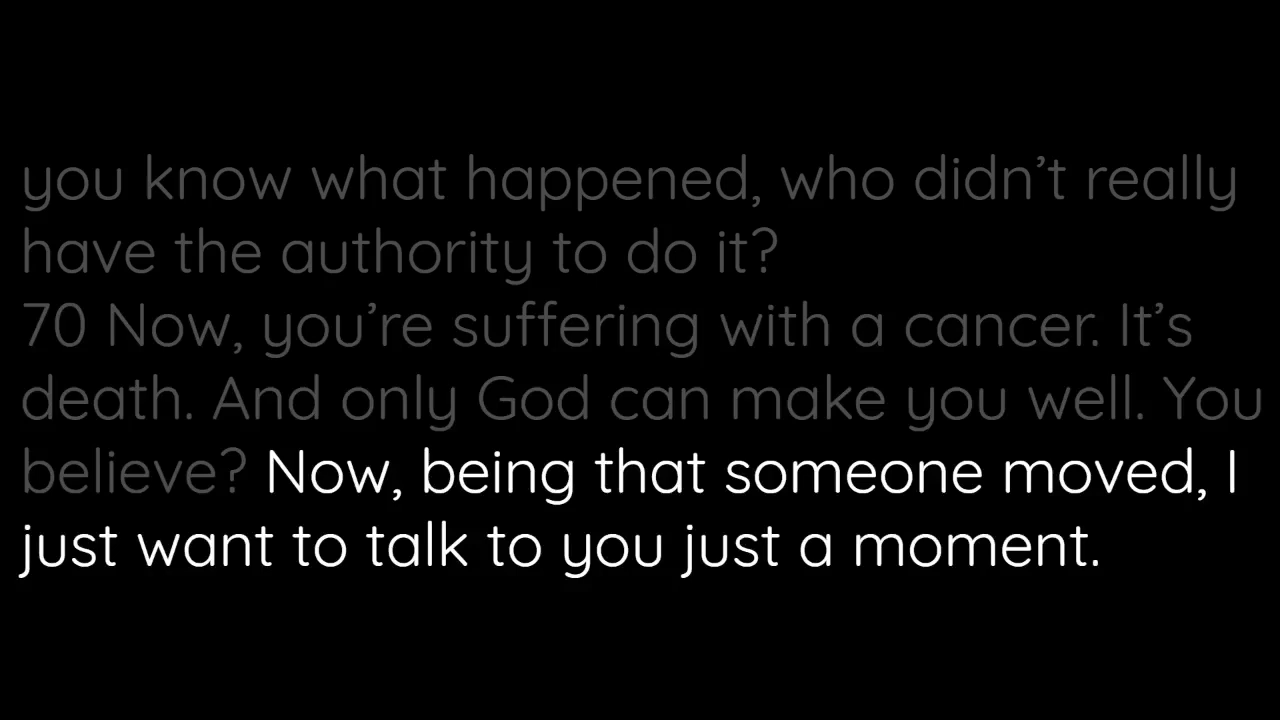 you know what happened, who didn’t really
have the authority to do it?
70 Now, you’re suffering with a cancer. It’s
death. And only God can make you well. You
believe? Now, being that someone moved, I
just want to talk to you just a moment.